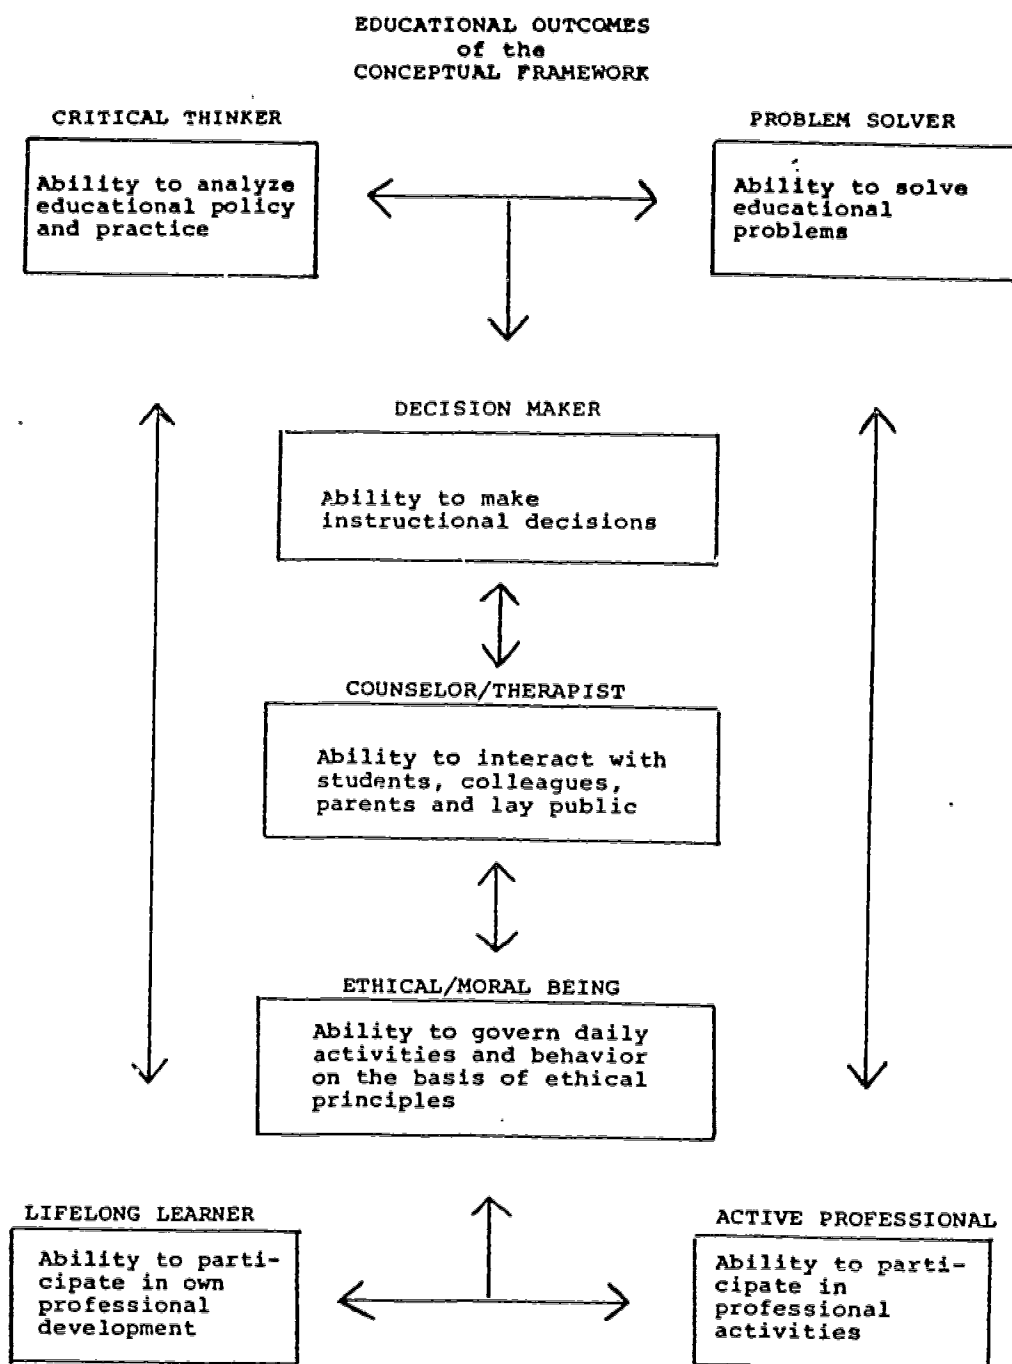 EDUCATIONAL OUTCOMES
of the
CONCEPTUAL FRAMEWORK
CRITICAL THINKER
Ability to analyze
educational policy
and practice
PROBLEM SOLVER
Ability to solve
educational
problems
DECISION MAKER
Ability to make
instructional decisions
COUNSELOR/THERAPIST
Ability to interact with
students, colleagues,
parents and lay public
ETHICAL/MORAL BEING
Ability to govern daily
activities and behavior
on the basis of ethical
principles
LIFELONG LEARNER
Ability to parti-
cipate in own
professional
development
ACTIVE PROFESSIONAL
Ability to parti-
cipate in
professional
activities